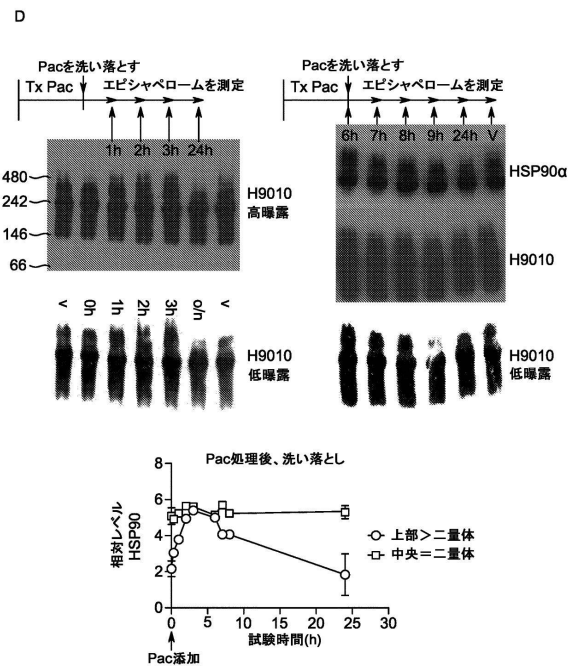 D
Pacを洗い落とす
Tx Pac
エピシャペロームを測定
1h 2h 3h 24h
480
242
146
66
H9010
高曝露
v 0h 1h 2h 3h o/n v
H9010
低曝露
Pacを洗い落とす
Tx Pac
エピシャペロームを測定
6h 7h 8h 9h 24h V
HSP90α
H9010
H9010
低曝露
Pac処理後、洗い落とし
相対レベル
HSP90
8
6
4
2
0
0 5 10 15 20 25 30
試験時間(h)
Pac添加
上部>二量体
中央=二量体